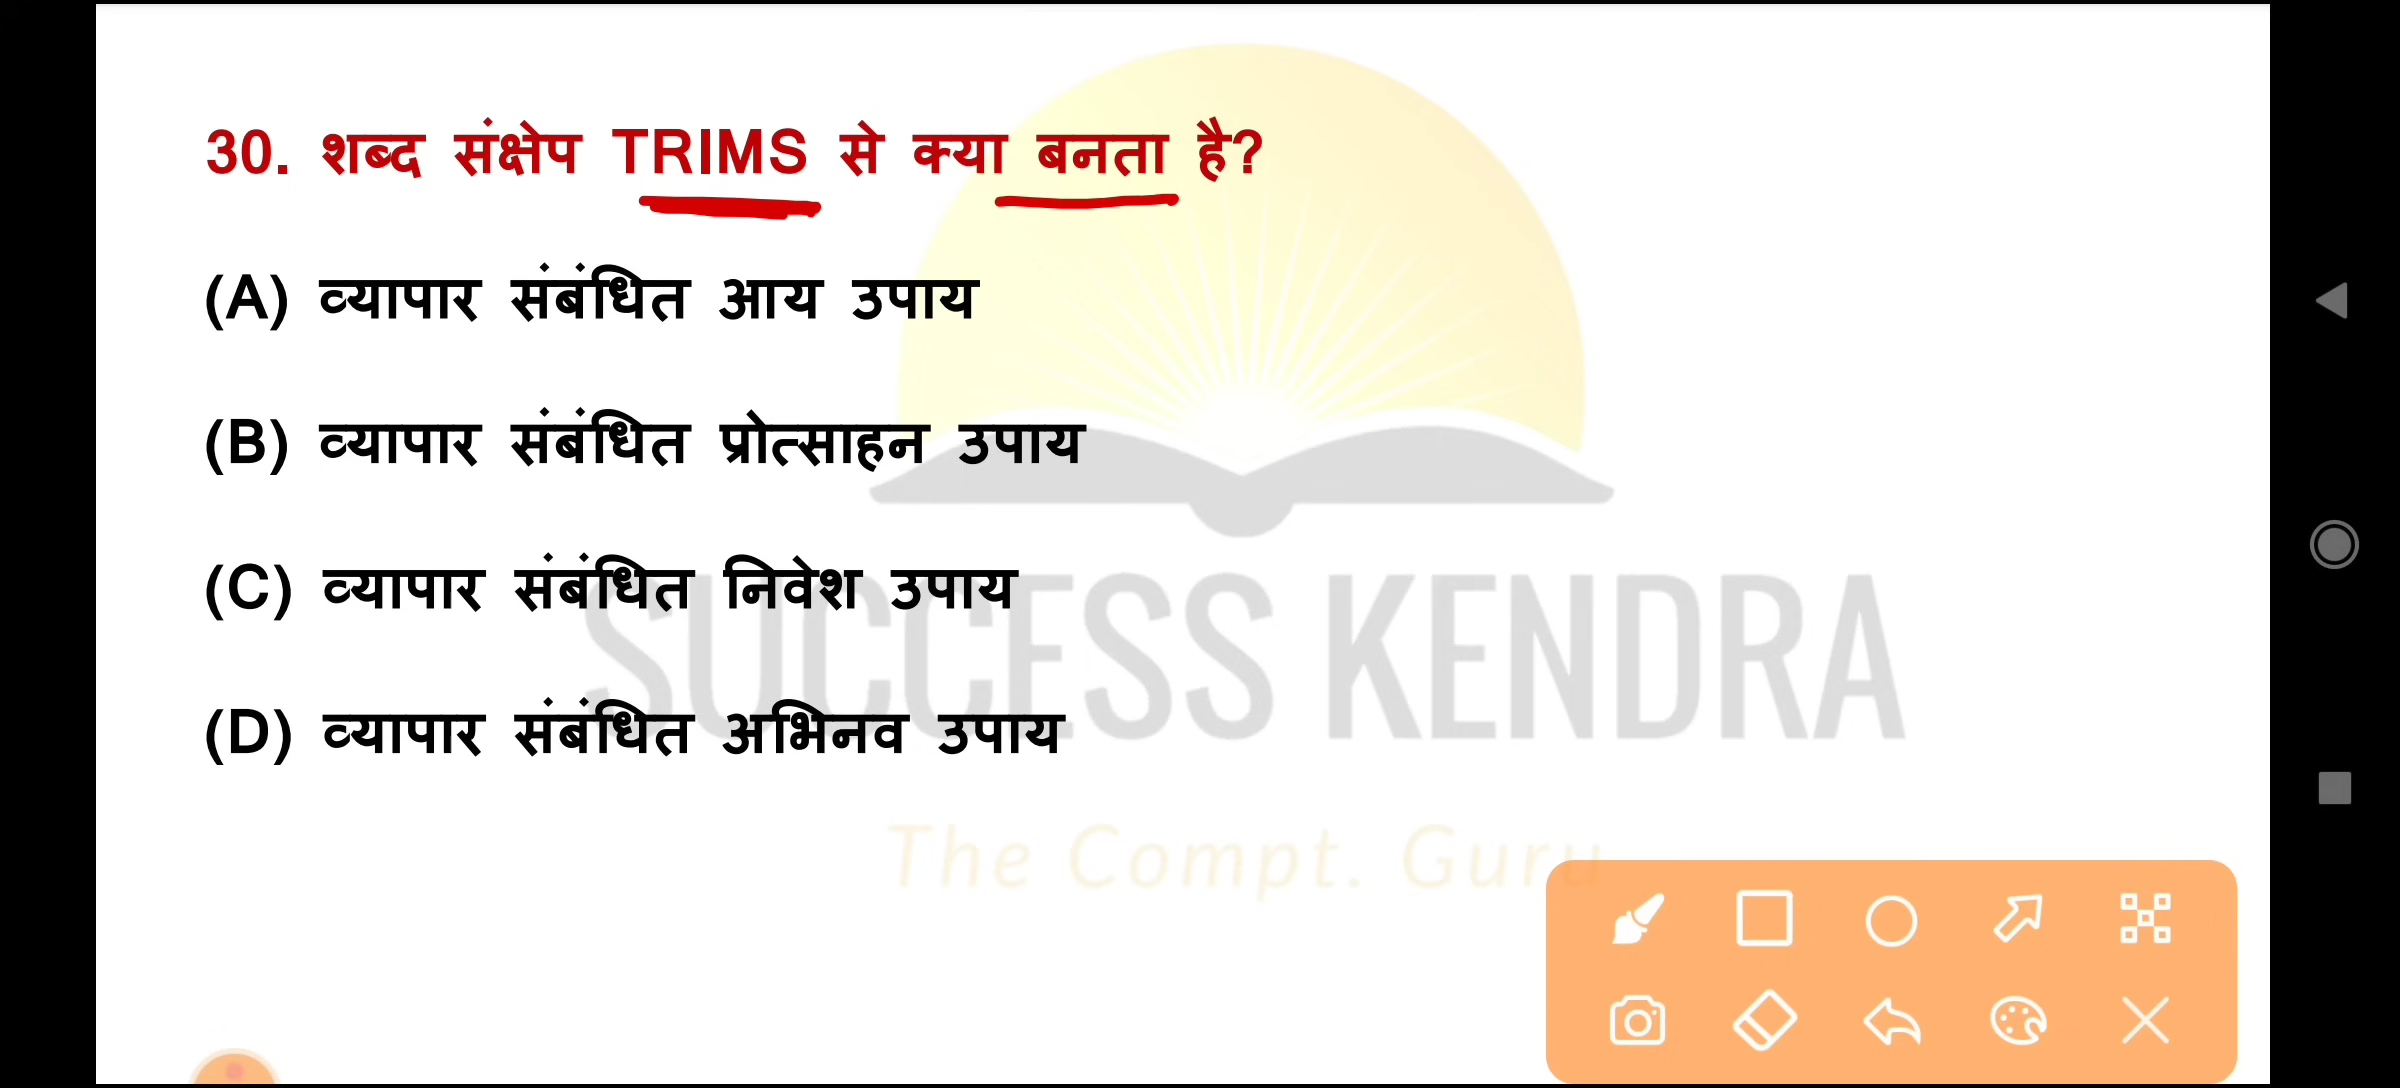 30. शब्द संक्षेप TRIMS से क्या बनता है?
(A) व्यापार संबंधित आय उपाय
(B) व्यापार संबंधित प्रोत्साहन उपाय
(C) व्यापार संबंधित निवेश उपाय
(D) व्यापार संबंधित अभिनव उपाय
SUCCESS KENDRA
The Compt. Guru